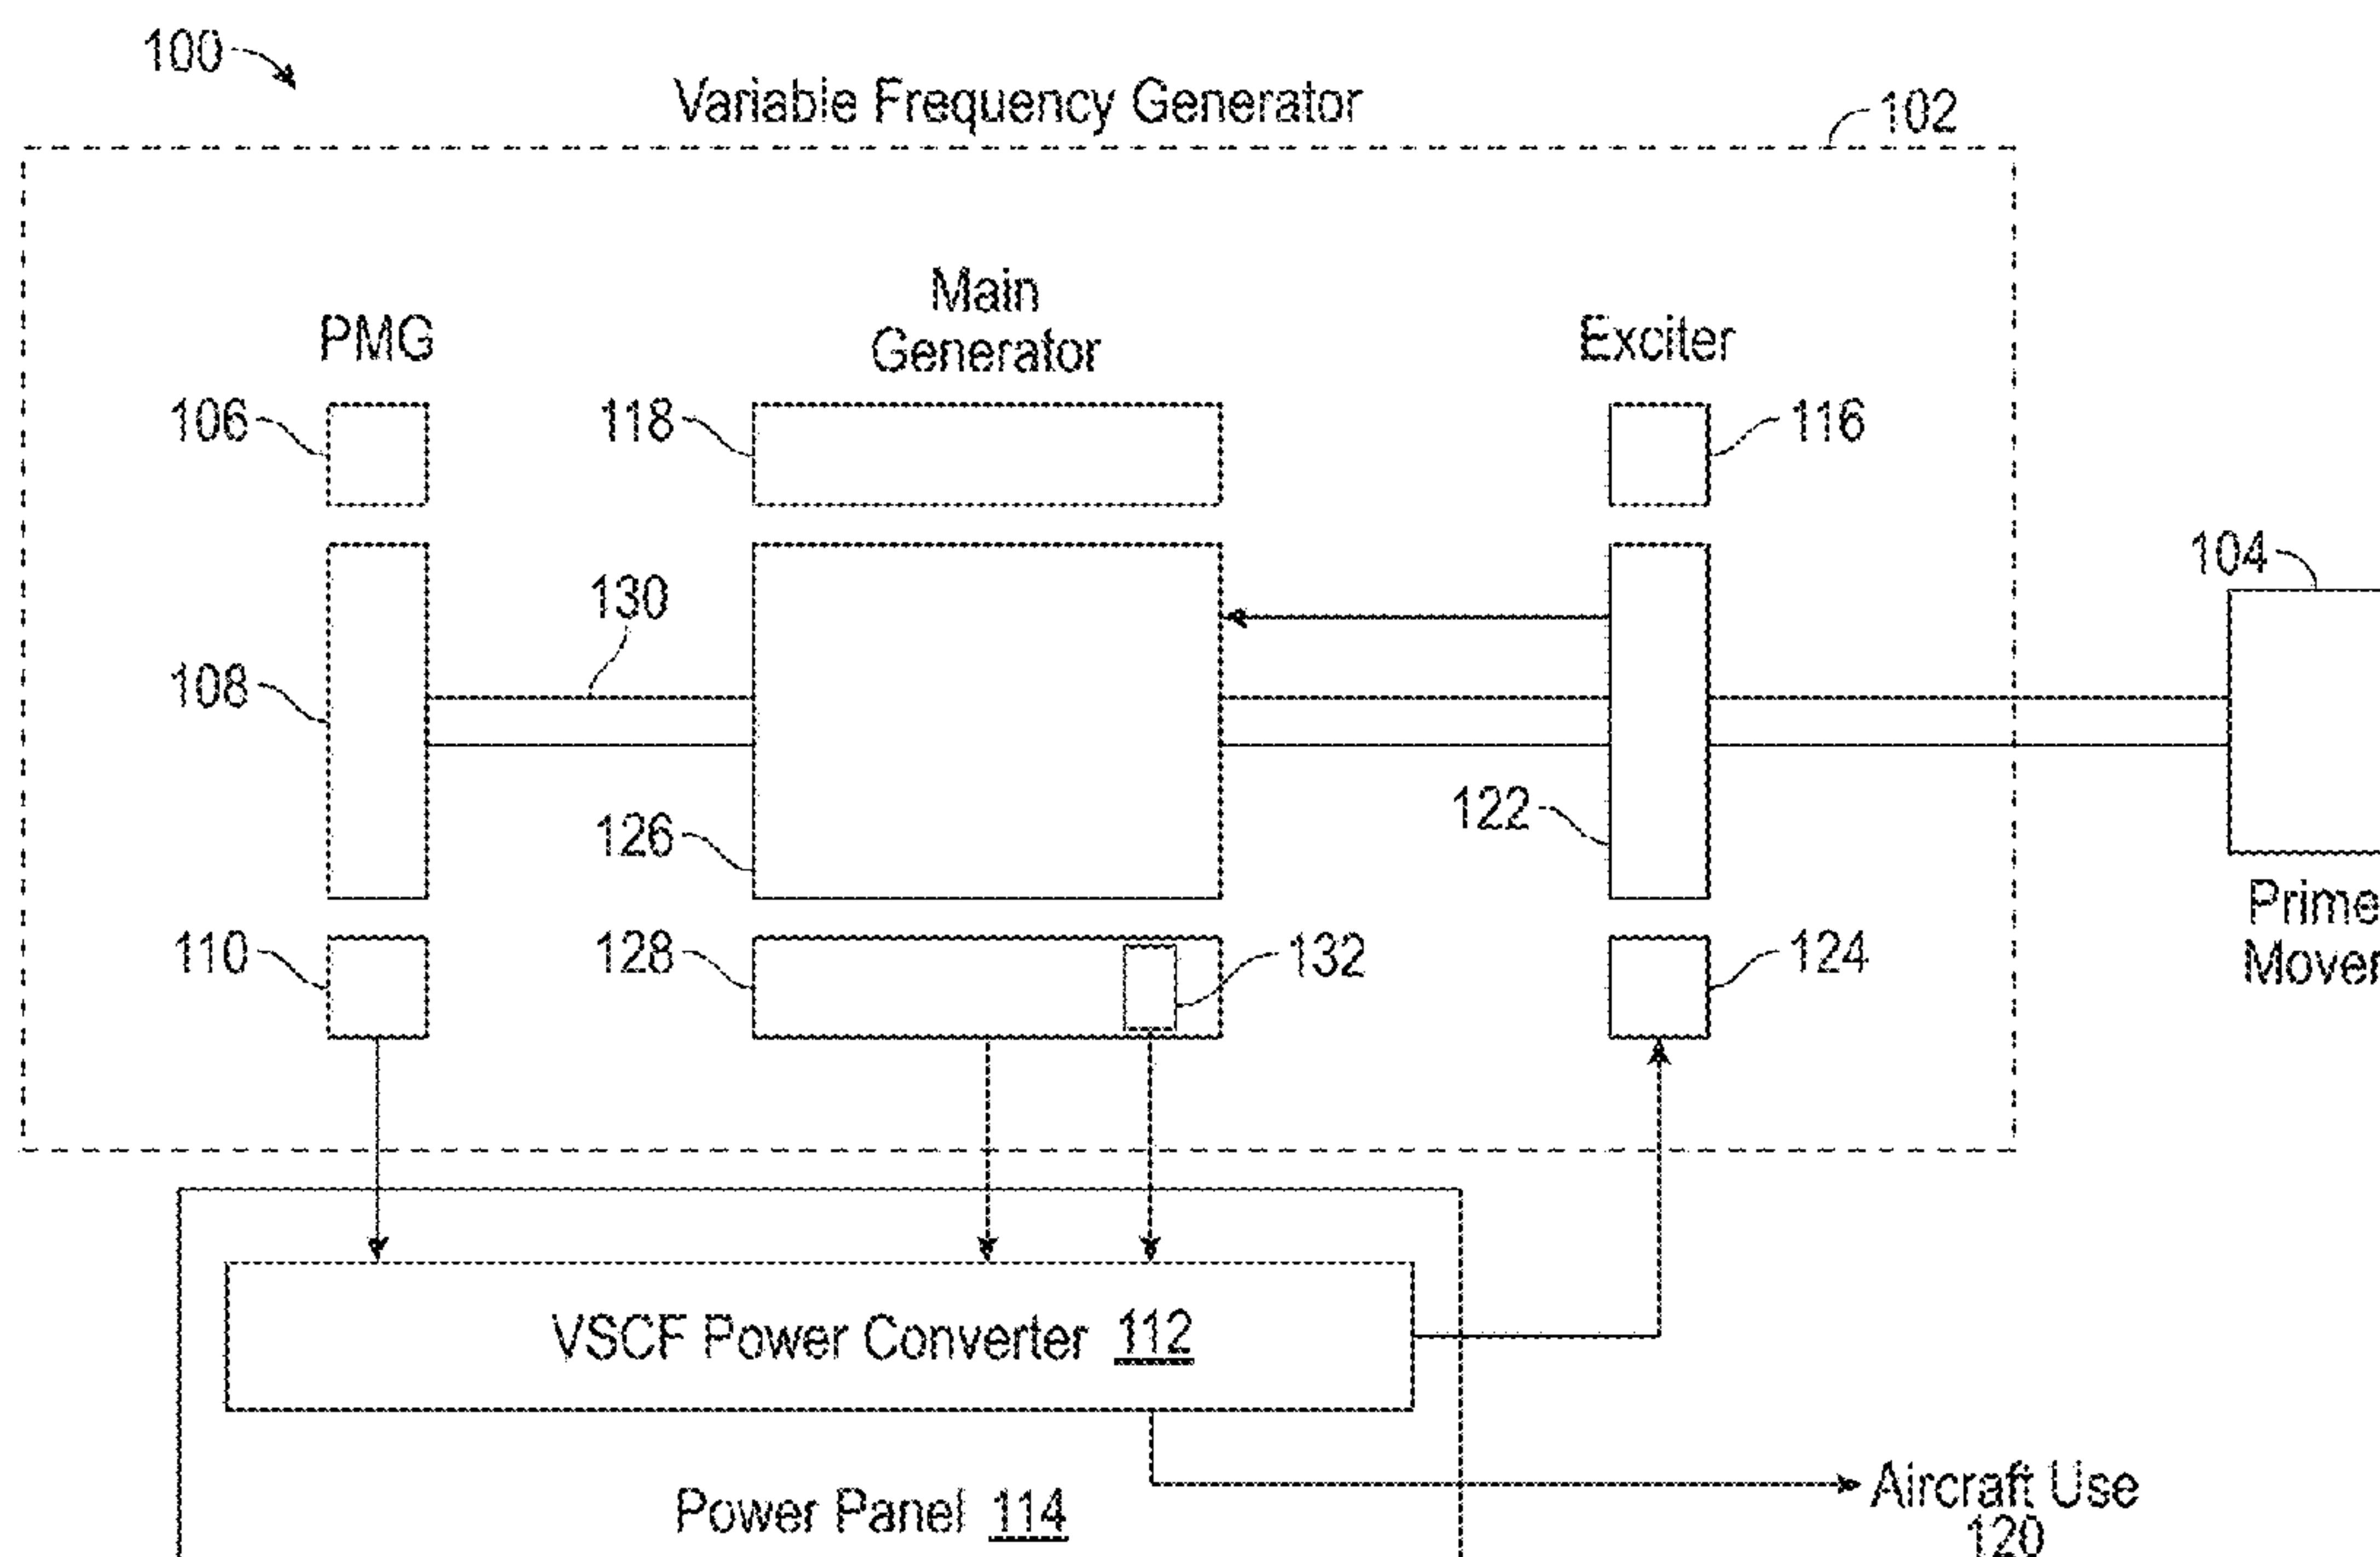 100
Variable Frequency Generator
102
PMG
Main
Generator
Exciter
106
118
116
104
130
108
126
122
Prime
Mover
110
128
132
124
VSCF Power Converter 112
Power Panel 114
Aircraft Use
120